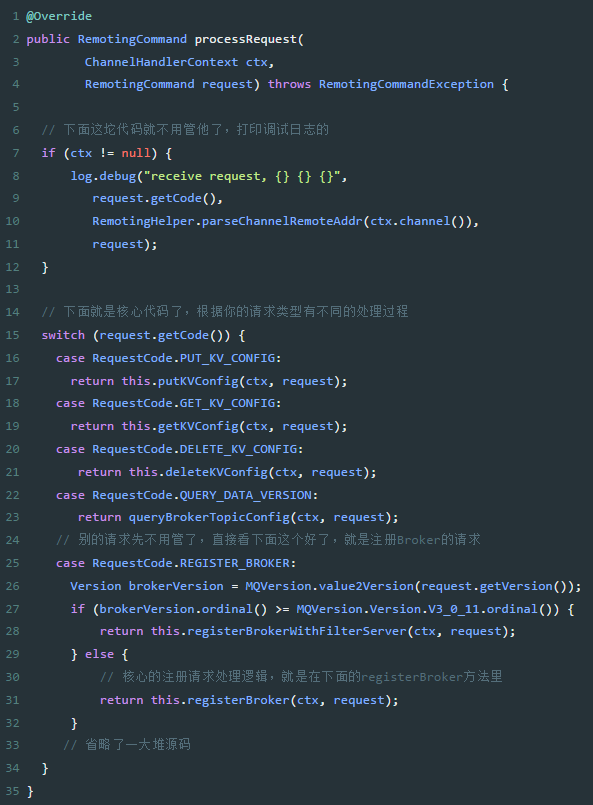 1 @Override
2 public RemotingCommand processRequest(
3         ChannelHandlerContext ctx,
4         RemotingCommand request) throws RemotingCommandException {
5
6   // 下面这坨代码就不用管他了，打印调试日志的
7   if (ctx != null) {
8       log.debug("receive request, {} {} {}",
9          request.getCode(),
10         RemotingHelper.parseChannelRemoteAddr(ctx.channel()),
11         request);
12  }
13
14  // 下面就是核心代码了，根据你的请求类型有不同的处理过程
15  switch (request.getCode()) {
16    case RequestCode.PUT_KV_CONFIG:
17      return this.putKVConfig(ctx, request);
18    case RequestCode.GET_KV_CONFIG:
19      return this.getKVConfig(ctx, request);
20    case RequestCode.DELETE_KV_CONFIG:
21       return this.deleteKVConfig(ctx, request);
22    case RequestCode.QUERY_DATA_VERSION:
23       return queryBrokerTopicConfig(ctx, request);
24    // 别的请求先不用管了，直接看下面这个好了，就是注册Broker的请求
25    case RequestCode.REGISTER_BROKER:
26      Version brokerVersion = MQVersion.value2Version(request.getVersion());
27      if (brokerVersion.ordinal() >= MQVersion.Version.V3_0_11.ordinal()) {
28          return this.registerBrokerWithFilterServer(ctx, request);
29      } else {
30          // 核心的注册请求处理逻辑，就是在下面的registerBroker方法里
31          return this.registerBroker(ctx, request);
32      }
33     // 省略了一大堆源码
34  }
35 }